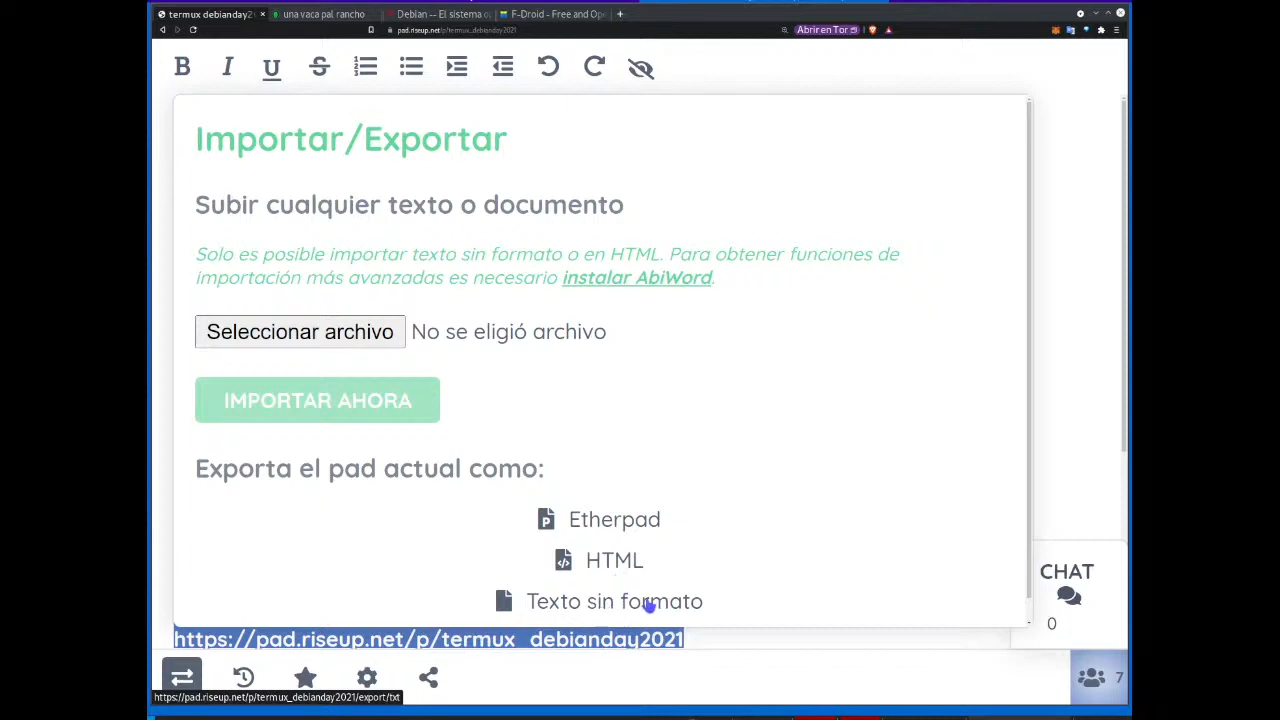 termux debianday2
una vaca pal rancho
Debian -- El sistema o
F-Droid - Free and Ope
pad.riseup.net/p/termux_debianday2021
Abrir en Tor
B I U S
Importar/Exportar
Subir cualquier texto o documento
Solo es posible importar texto sin formato o en HTML. Para obtener funciones de
importación más avanzadas es necesario instalar AbiWord.
Seleccionar archivo No se eligió archivo
IMPORTAR AHORA
Exporta el pad actual como:
Etherpad
HTML
Texto sin formato
CHAT
0
https://pad.riseup.net/p/termux_debianday2021
7
https://pad.riseup.net/p/termux_debianday2021/export/txt